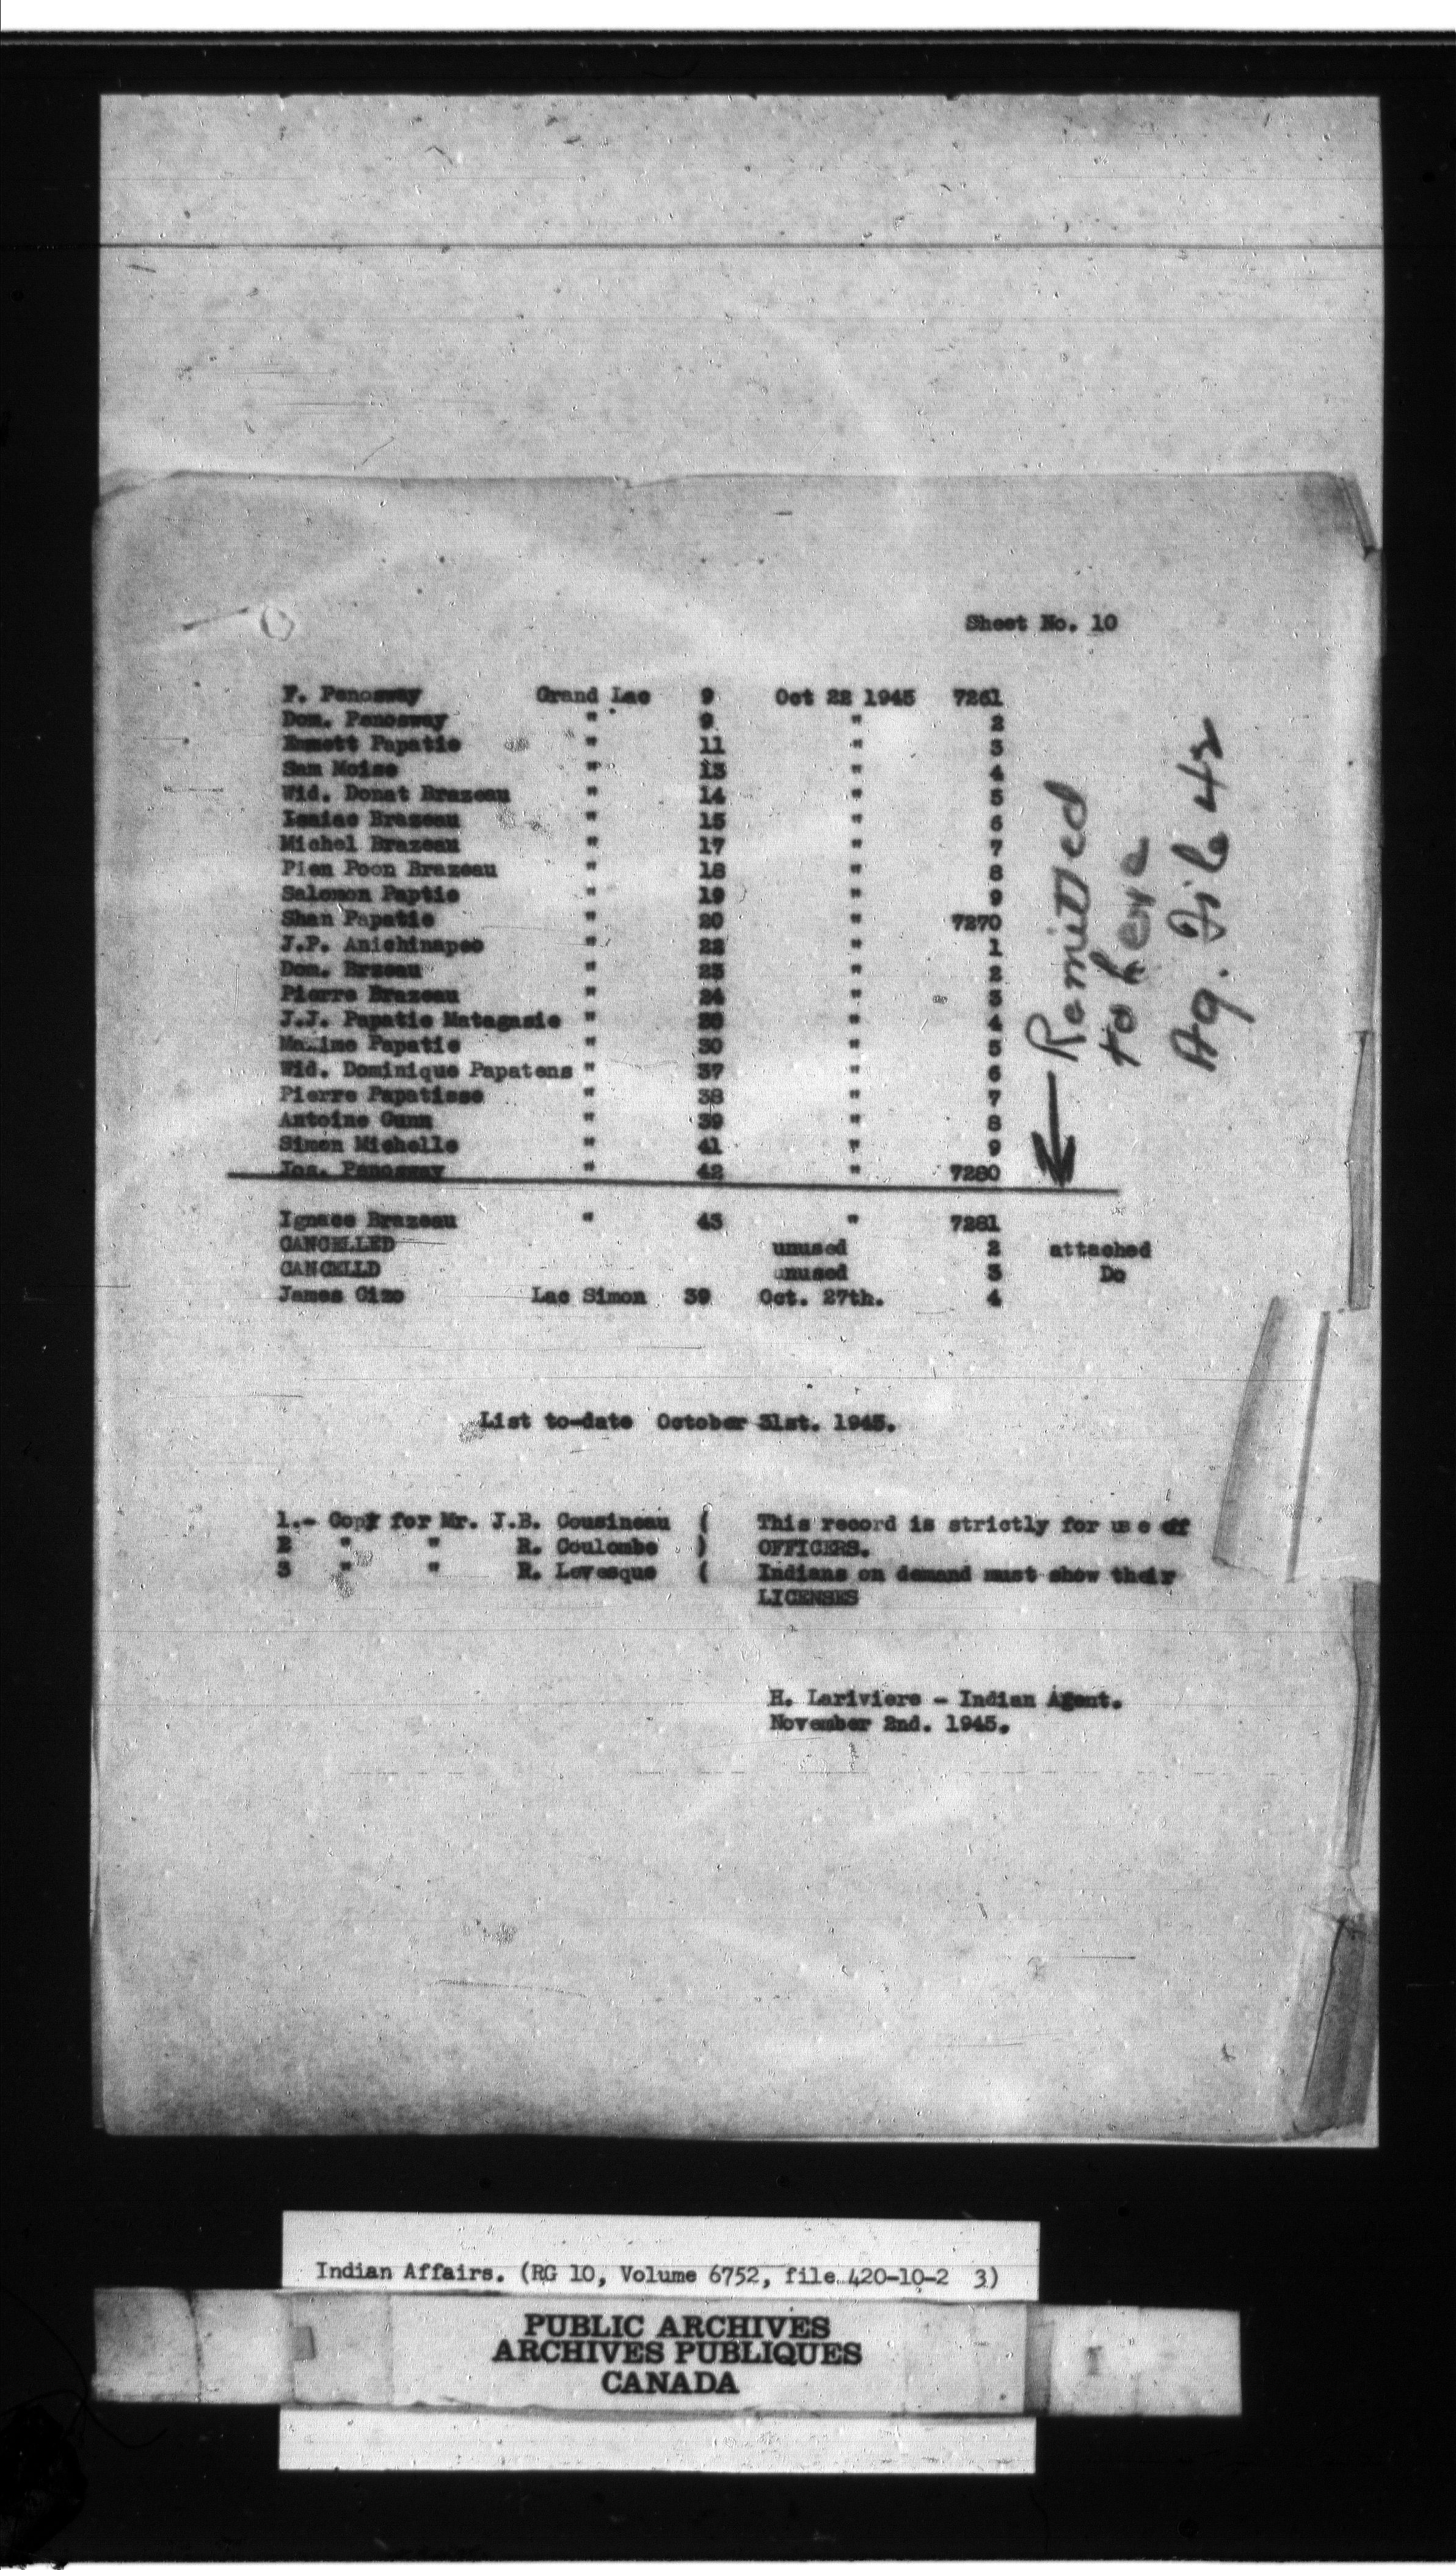 Sheet No. 10
F. Penosway Grand Lac 9 Oct 22 1945 7261
Dom. Penosway " 9 " 2
Emmett Papatie " 11 " 3
Sam Moise " 13 " 4
Wid. Donat Brazeau " 14 " 5
Isaiac Brazeau " 15 " 6
Michel Brazeau " 17 " 7
Pien Poon Brazeau " 18 " 8
Salomon Paptie " 19 " 9
Shan Papatie " 20 " 7270
J.P. Anichinapeo " 22 " 1
Dom. Brzeau " 23 " 2
Pierre Brazeau " 24 " 3
J.J. Papatie Matagasie " " 4
Maxime Papatie " 30 " 5
Wid. Dominique Papatens " 37 " 6
Pierre Papatisse " 38 " 7
Antoine Gunn " 39 " 8
Simon Michelle " 41 " 9
Jos. Penosway " 42 " 7280
Remitted
to here
Ag. File 42
Ignace Brazeau " 43 " 7281
CANCELLED unused 2 attached
CANCELLD unused 3 Do
James Cizo Lac Simon 39 Oct. 27th. 4
List to-date October 31st. 1945.
1.- Copy for Mr. J.B. Cousineau ( This record is strictly for use of
2 " " R. Coulombe ) OFFICERS.
3 " " R. Levesque ( Indians on demand must show their
LICENSES
H. Lariviere - Indian Agent.
November 2nd. 1945.
Indian Affairs. (RG 10, Volume 6752, file 420-10-2 3)
PUBLIC ARCHIVES
ARCHIVES PUBLIQUES
CANADA